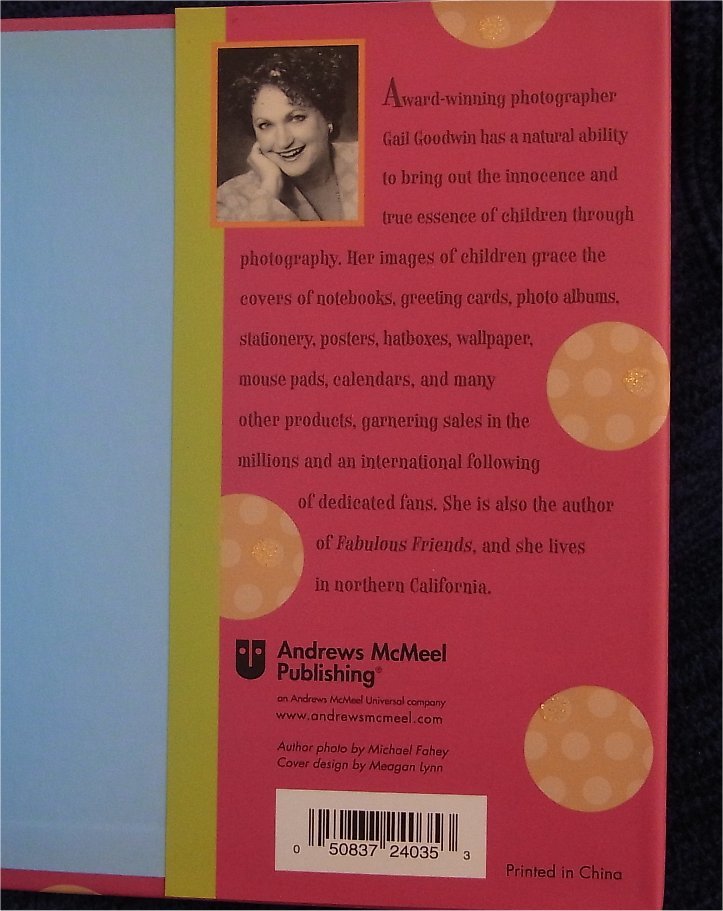 Award-winning photographer
Gail Goodwin has a natural ability
to bring out the innocence and
true essence of children through
photography. Her images of children grace the
covers of notebooks, greeting cards, photo albums,
stationery, posters, hatboxes, wallpaper,
mouse pads, calendars, and many
other products, garnering sales in the
millions and an international following
of dedicated fans. She is also the author
of Fabulous Friends, and she lives
in northern California.
Andrews McMeel
Publishing®
an Andrews McMeel Universal company
www.andrewsmcmeel.com
Author photo by Michael Fahey
Cover design by Meagan Lynn
0 50837 24035 3
Printed in China